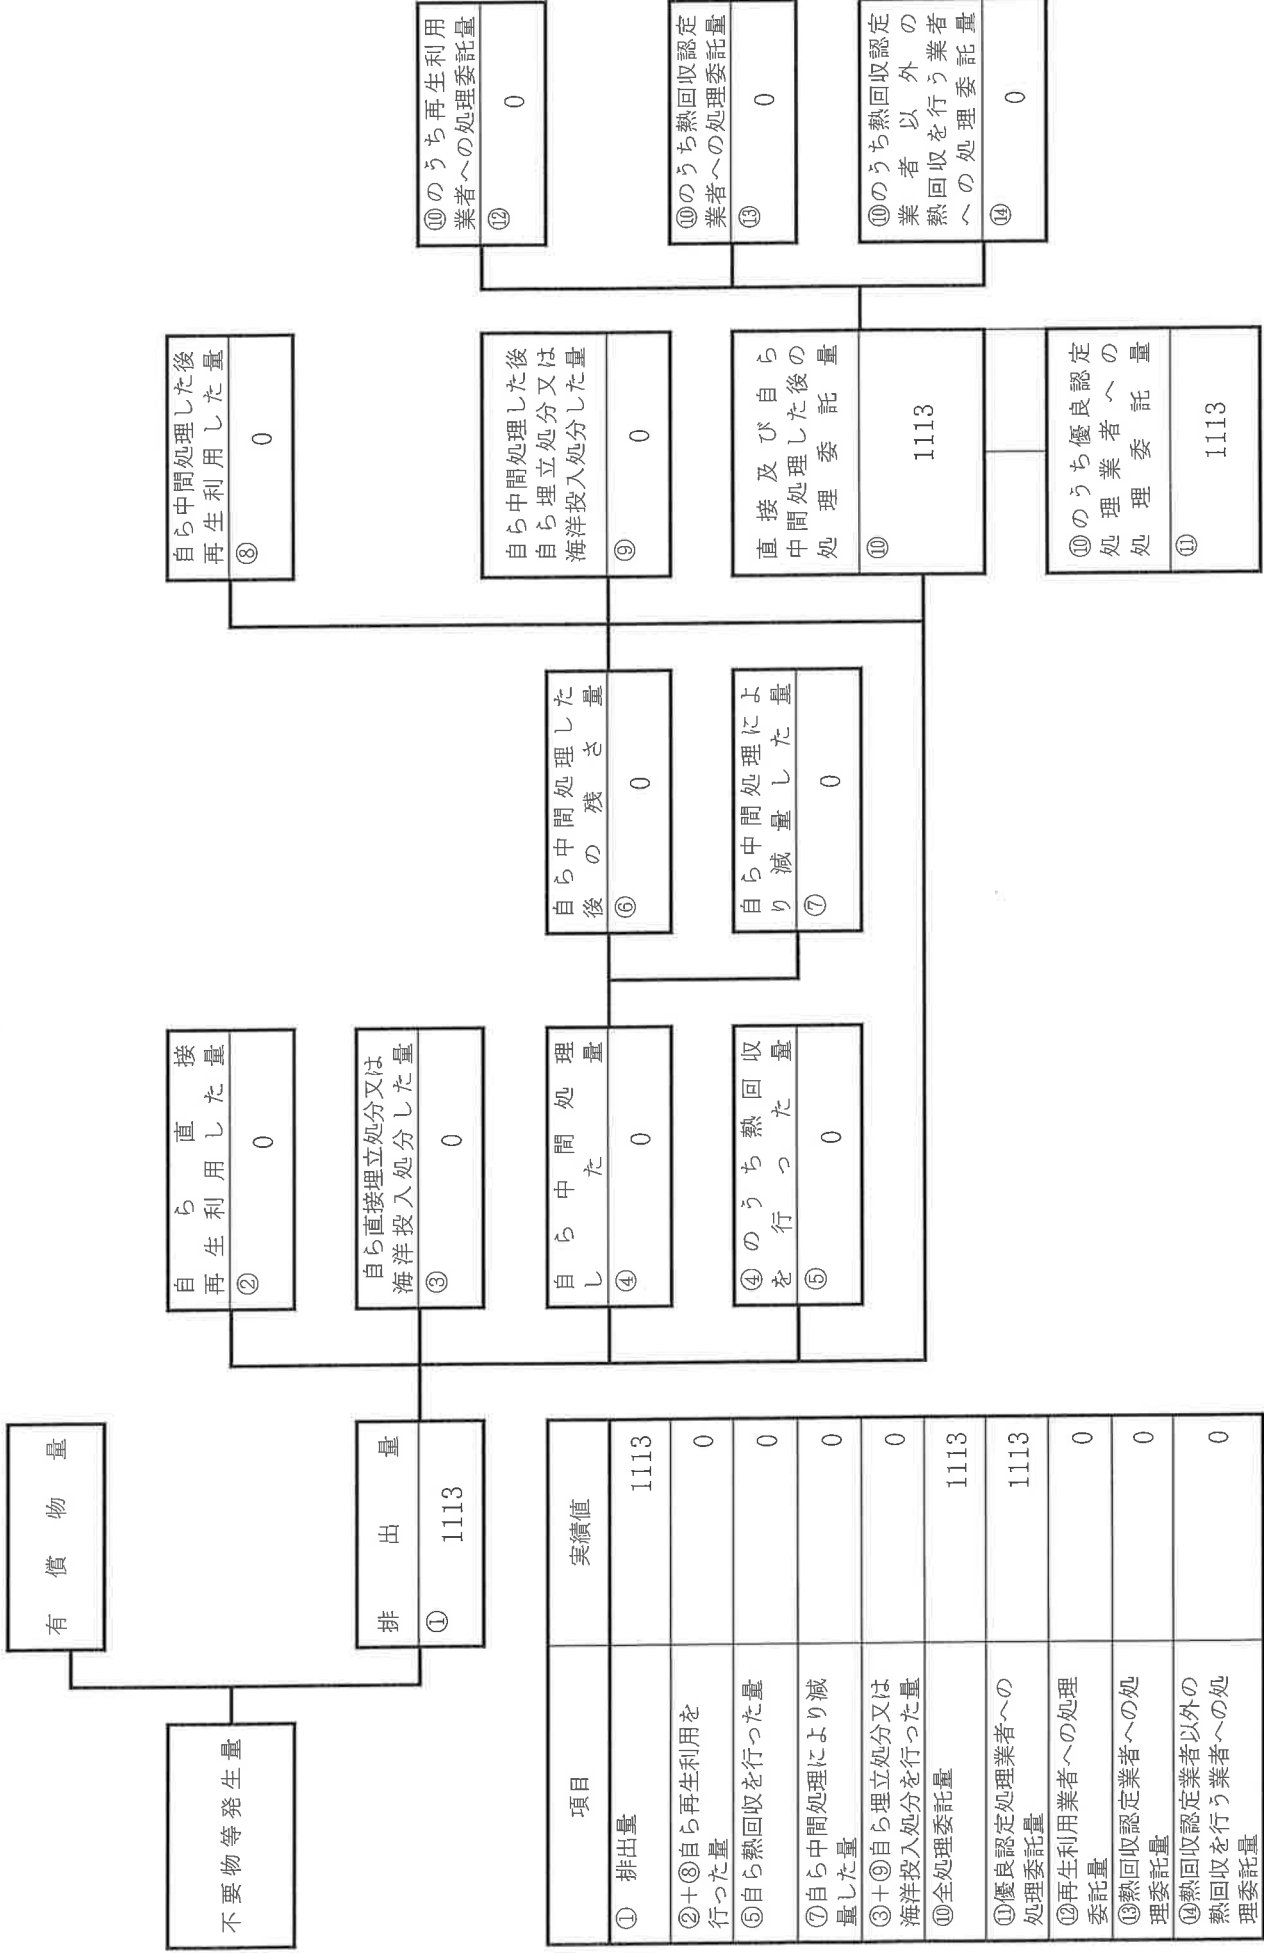 不要物等発生量
有償物量
排出量
① 1113
自ら直接
再生利用した量
② 0
自ら直接埋立処分又は
海洋投入処分した量
③ 0
自ら中間処理
した量
④ 0
④のうち熱回収
を行った量
⑤ 0
自ら中間処理した
後の残さ量
⑥ 0
自ら中間処理によ
り減量した量
⑦ 0
自ら中間処理した後
再生利用した量
⑧ 0
自ら中間処理した後
自ら埋立処分又は
海洋投入処分した量
⑨ 0
直接及び自ら
中間処理した後の
処理委託量
⑩ 1113
⑩のうち優良認定
処理業者への
処理委託量
⑪ 1113
⑩のうち再生利用
業者への処理委託量
⑫ 0
⑩のうち熱回収認定
業者への処理委託量
⑬ 0
⑩のうち熱回収認定
業者以外の
熱回収を行う業者
への処理委託量
⑭ 0
項目 実績値
① 排出量 1113
②+⑧自ら再生利用を
行った量 0
⑤自ら熱回収を行った量 0
⑦自ら中間処理により減
量した量 0
③+⑨自ら埋立処分又は
海洋投入処分を行った量 0
⑩全処理委託量 1113
⑪優良認定処理業者への
処理委託量 1113
⑫再生利用業者への処理
委託量 0
⑬熱回収認定業者への処
理委託量 0
⑭熱回収認定業者以外の
熱回収を行う業者への処
理委託量 0